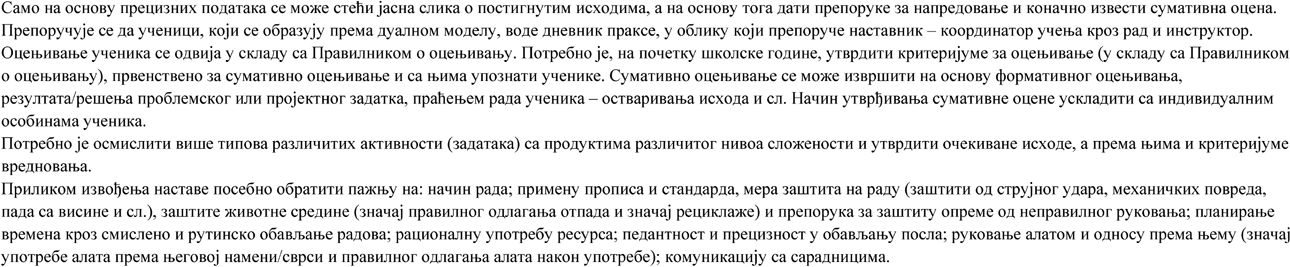 Само на основу прецизних података се може стећи јасна слика о постигнутим исходима, а на основу тога дати препоруке за напредовање и коначно извести сумативна оцена.
Препоручује се да ученици, који се образују према дуалном моделу, воде дневник праксе, у облику који препоруче наставник – координатор учења кроз рад и инструктор.
Оцењивање ученика се одвија у складу са Правилником о оцењивању. Потребно је, на почетку школске године, утврдити критеријуме за оцењивање (у складу са Правилником
о оцењивању), првенствено за сумативно оцењивање и са њима упознати ученике. Сумативно оцењивање се може извршити на основу формативног оцењивања,
резултата/решења проблемског или пројектног задатка, праћењем рада ученика – остваривања исхода и сл. Начин утврђивања сумативне оцене ускладити са индивидуалним
особинама ученика.
Потребно је осмислити више типова различитих активности (задатака) са продуктима различитог нивоа сложености и утврдити очекиване исходе, а према њима и критеријуме
вредновања.
Приликом извођења наставе посебно обратити пажњу на: начин рада; примену прописа и стандарда, мера заштита на раду (заштити од струјног удара, механичких повреда,
пада са висине и сл.), заштите животне средине (значај правилног одлагања отпада и значај рециклаже) и препорука за заштиту опреме од неправилног руковања; планирање
времена кроз смислено и рутинско обављање радова; рационалну употребу ресурса; педантност и прецизност у обављању посла; руковање алатом и односу према њему (значај
употребе алата према његовој намени/сврси и правилног одлагања алата након употребе); комуникацију са сарадницима.